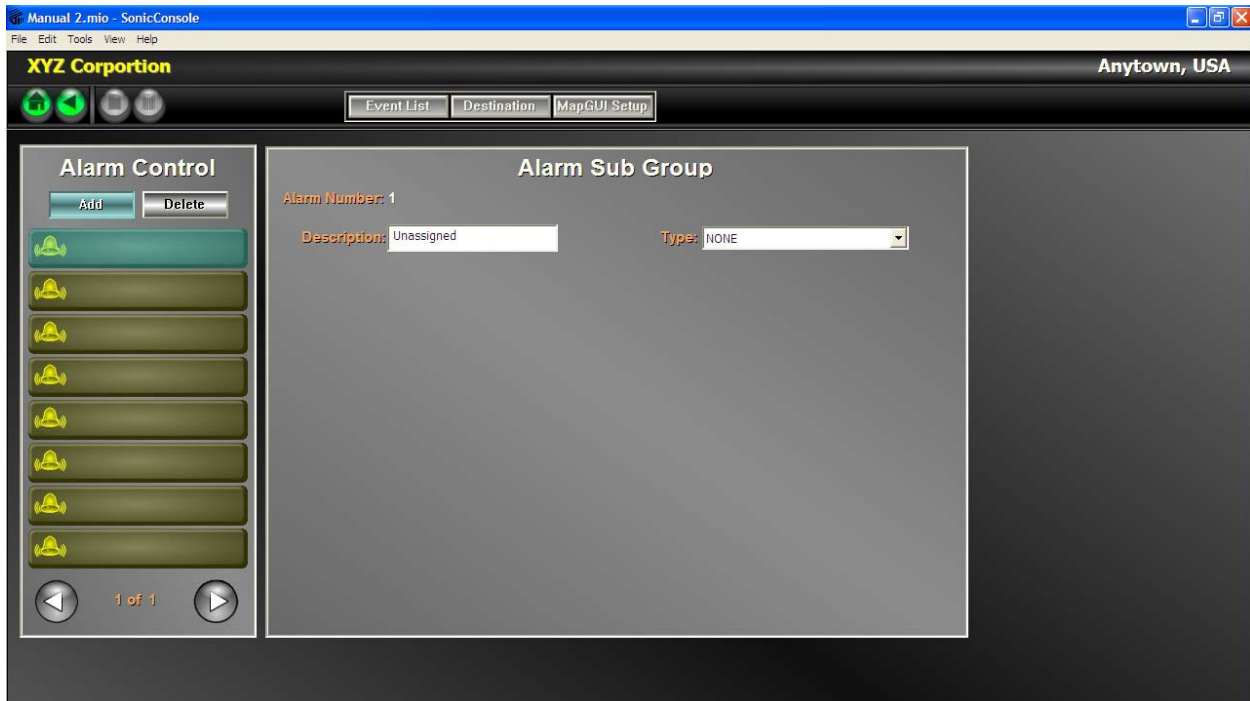 Manual 2.mio - SonicConsole
File Edit Tools View Help
XYZ Corportion
Anytown, USA
Event List Destination MapGUI Setup
Alarm Control
Add Delete
1 of 1
Alarm Sub Group
Alarm Number: 1
Description: Unassigned
Type: NONE